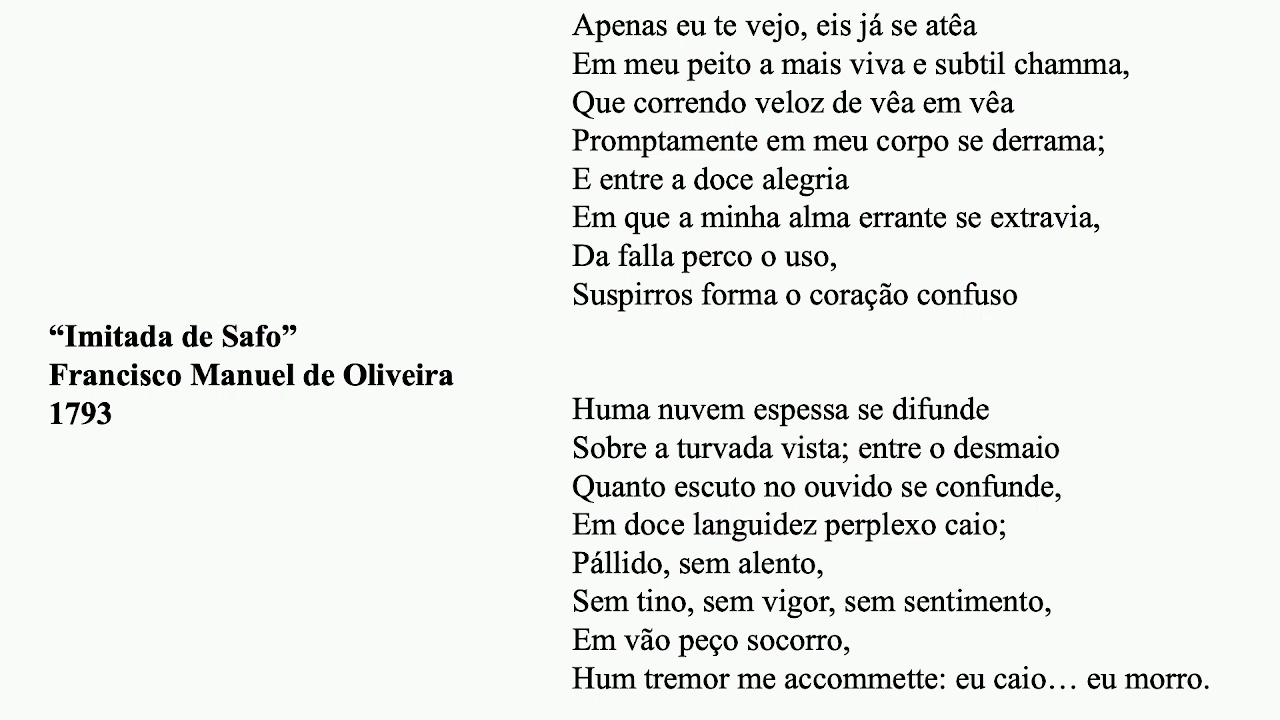 “Imitada de Safo”
Francisco Manuel de Oliveira
1793
Apenas eu te vejo, eis já se atêa
Em meu peito a mais viva e subtil chamma,
Que correndo veloz de vêa em vêa
Promptamente em meu corpo se derrama;
E entre a doce alegria
Em que a minha alma errante se extravia,
Da falla perco o uso,
Suspirros forma o coração confuso
Huma nuvem espessa se difunde
Sobre a turvada vista; entre o desmaio
Quanto escuto no ouvido se confunde,
Em doce languidez perplexo caio;
Pállido, sem alento,
Sem tino, sem vigor, sem sentimento,
Em vão peço socorro,
Hum tremor me accommette: eu caio… eu morro.